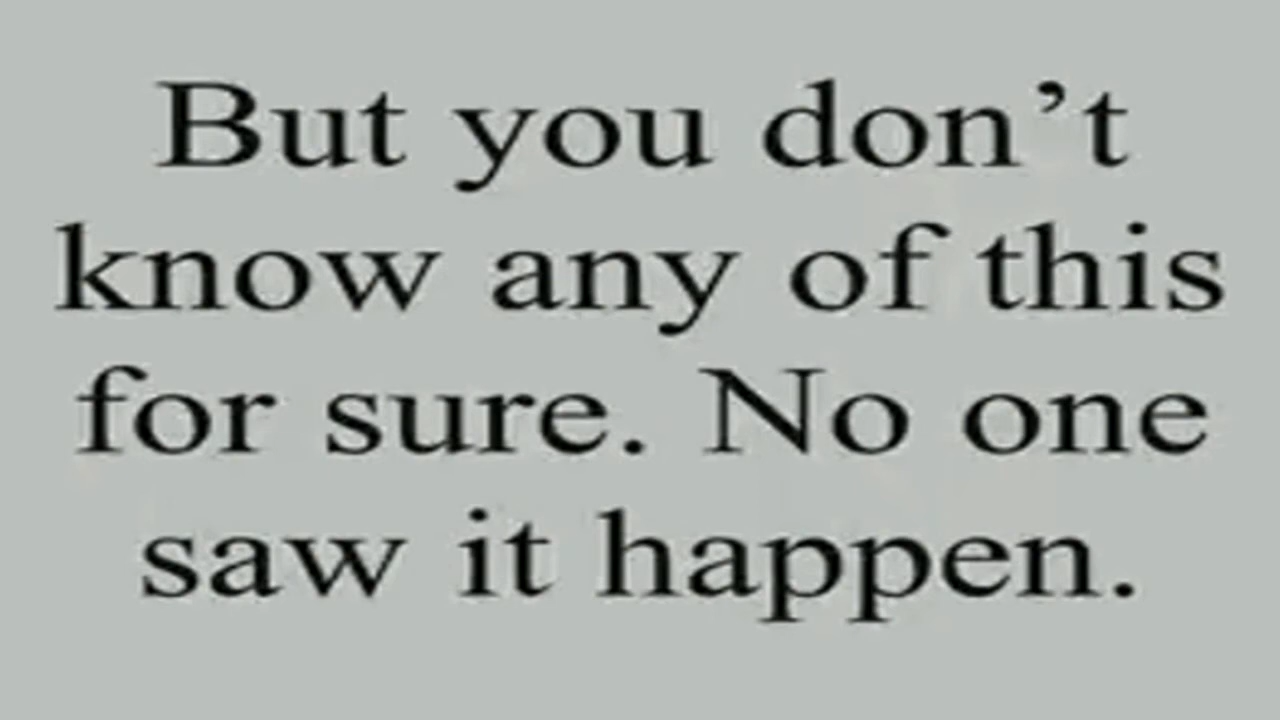 But you don’t
know any of this
for sure. No one
saw it happen.